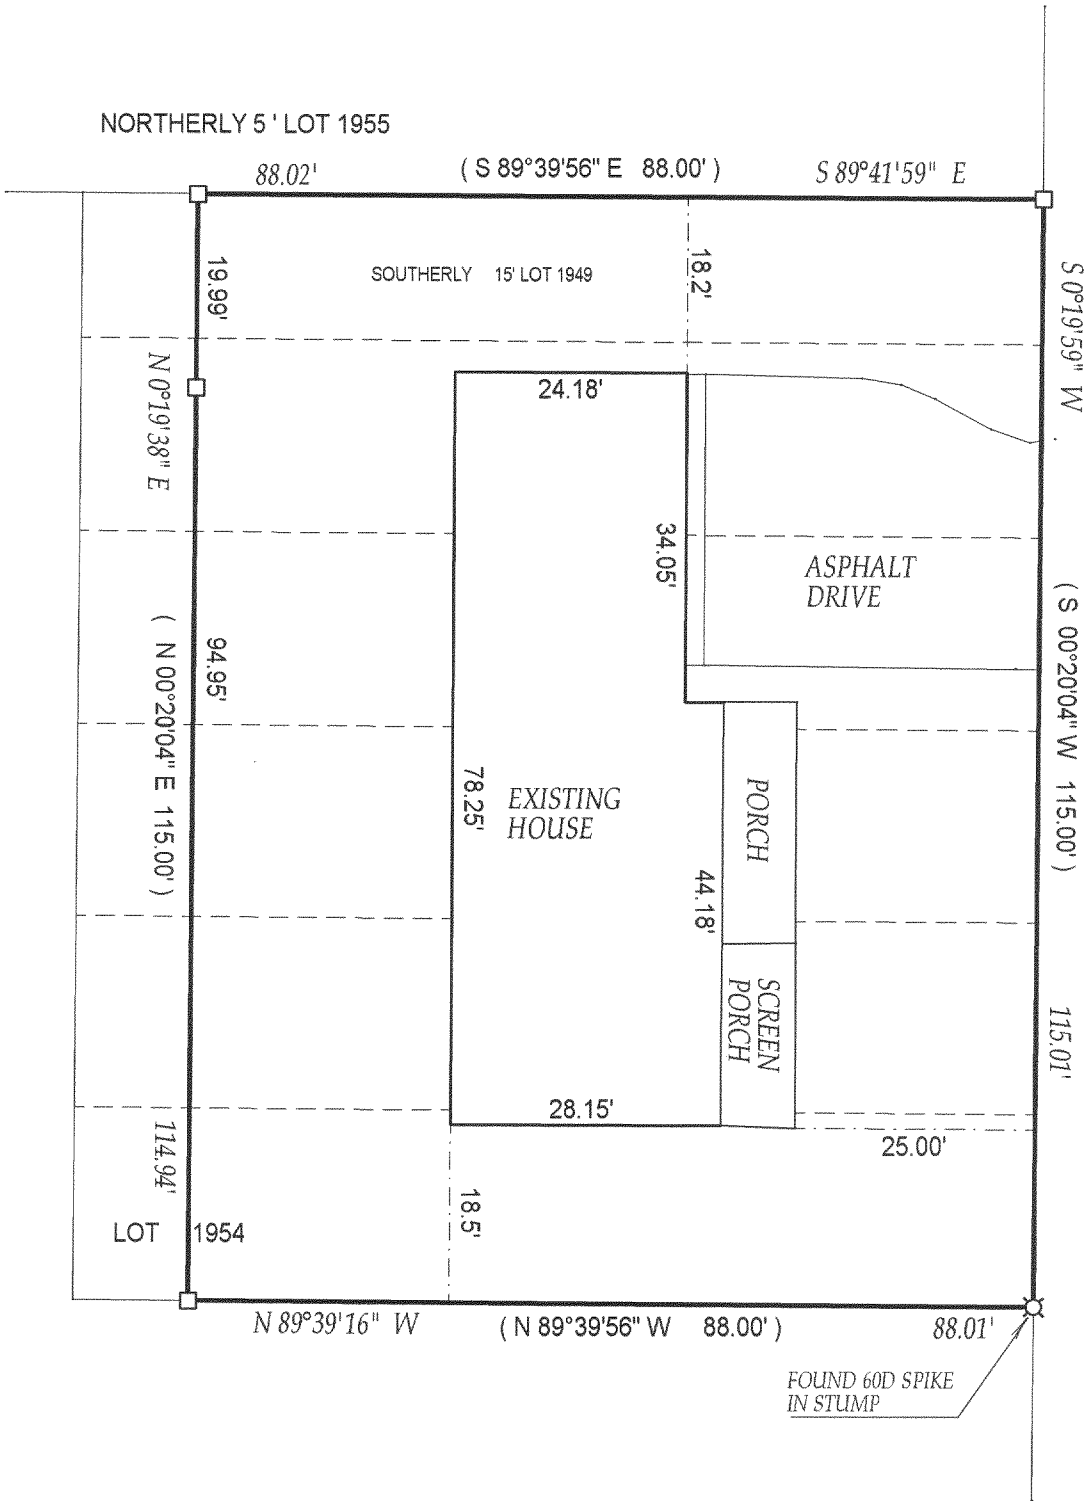 NORTHERLY 5 ' LOT 1955
88.02'
( S 89°39'56" E 88.00' )
S 89°41'59" E
SOUTHERLY 15' LOT 1949
18.2'
19.99'
S 0°19'59" W
N 0°19'38" E
24.18'
34.05'
ASPHALT
DRIVE
( S 00°20'04" W 115.00' )
94.95'
( N 00°20'04" E 115.00' )
78.25'
EXISTING
HOUSE
PORCH
44.18'
SCREEN
PORCH
115.01'
28.15'
25.00'
114.94'
18.5'
LOT 1954
N 89°39'16" W
( N 89°39'56" W 88.00' )
88.01'
FOUND 60D SPIKE
IN STUMP